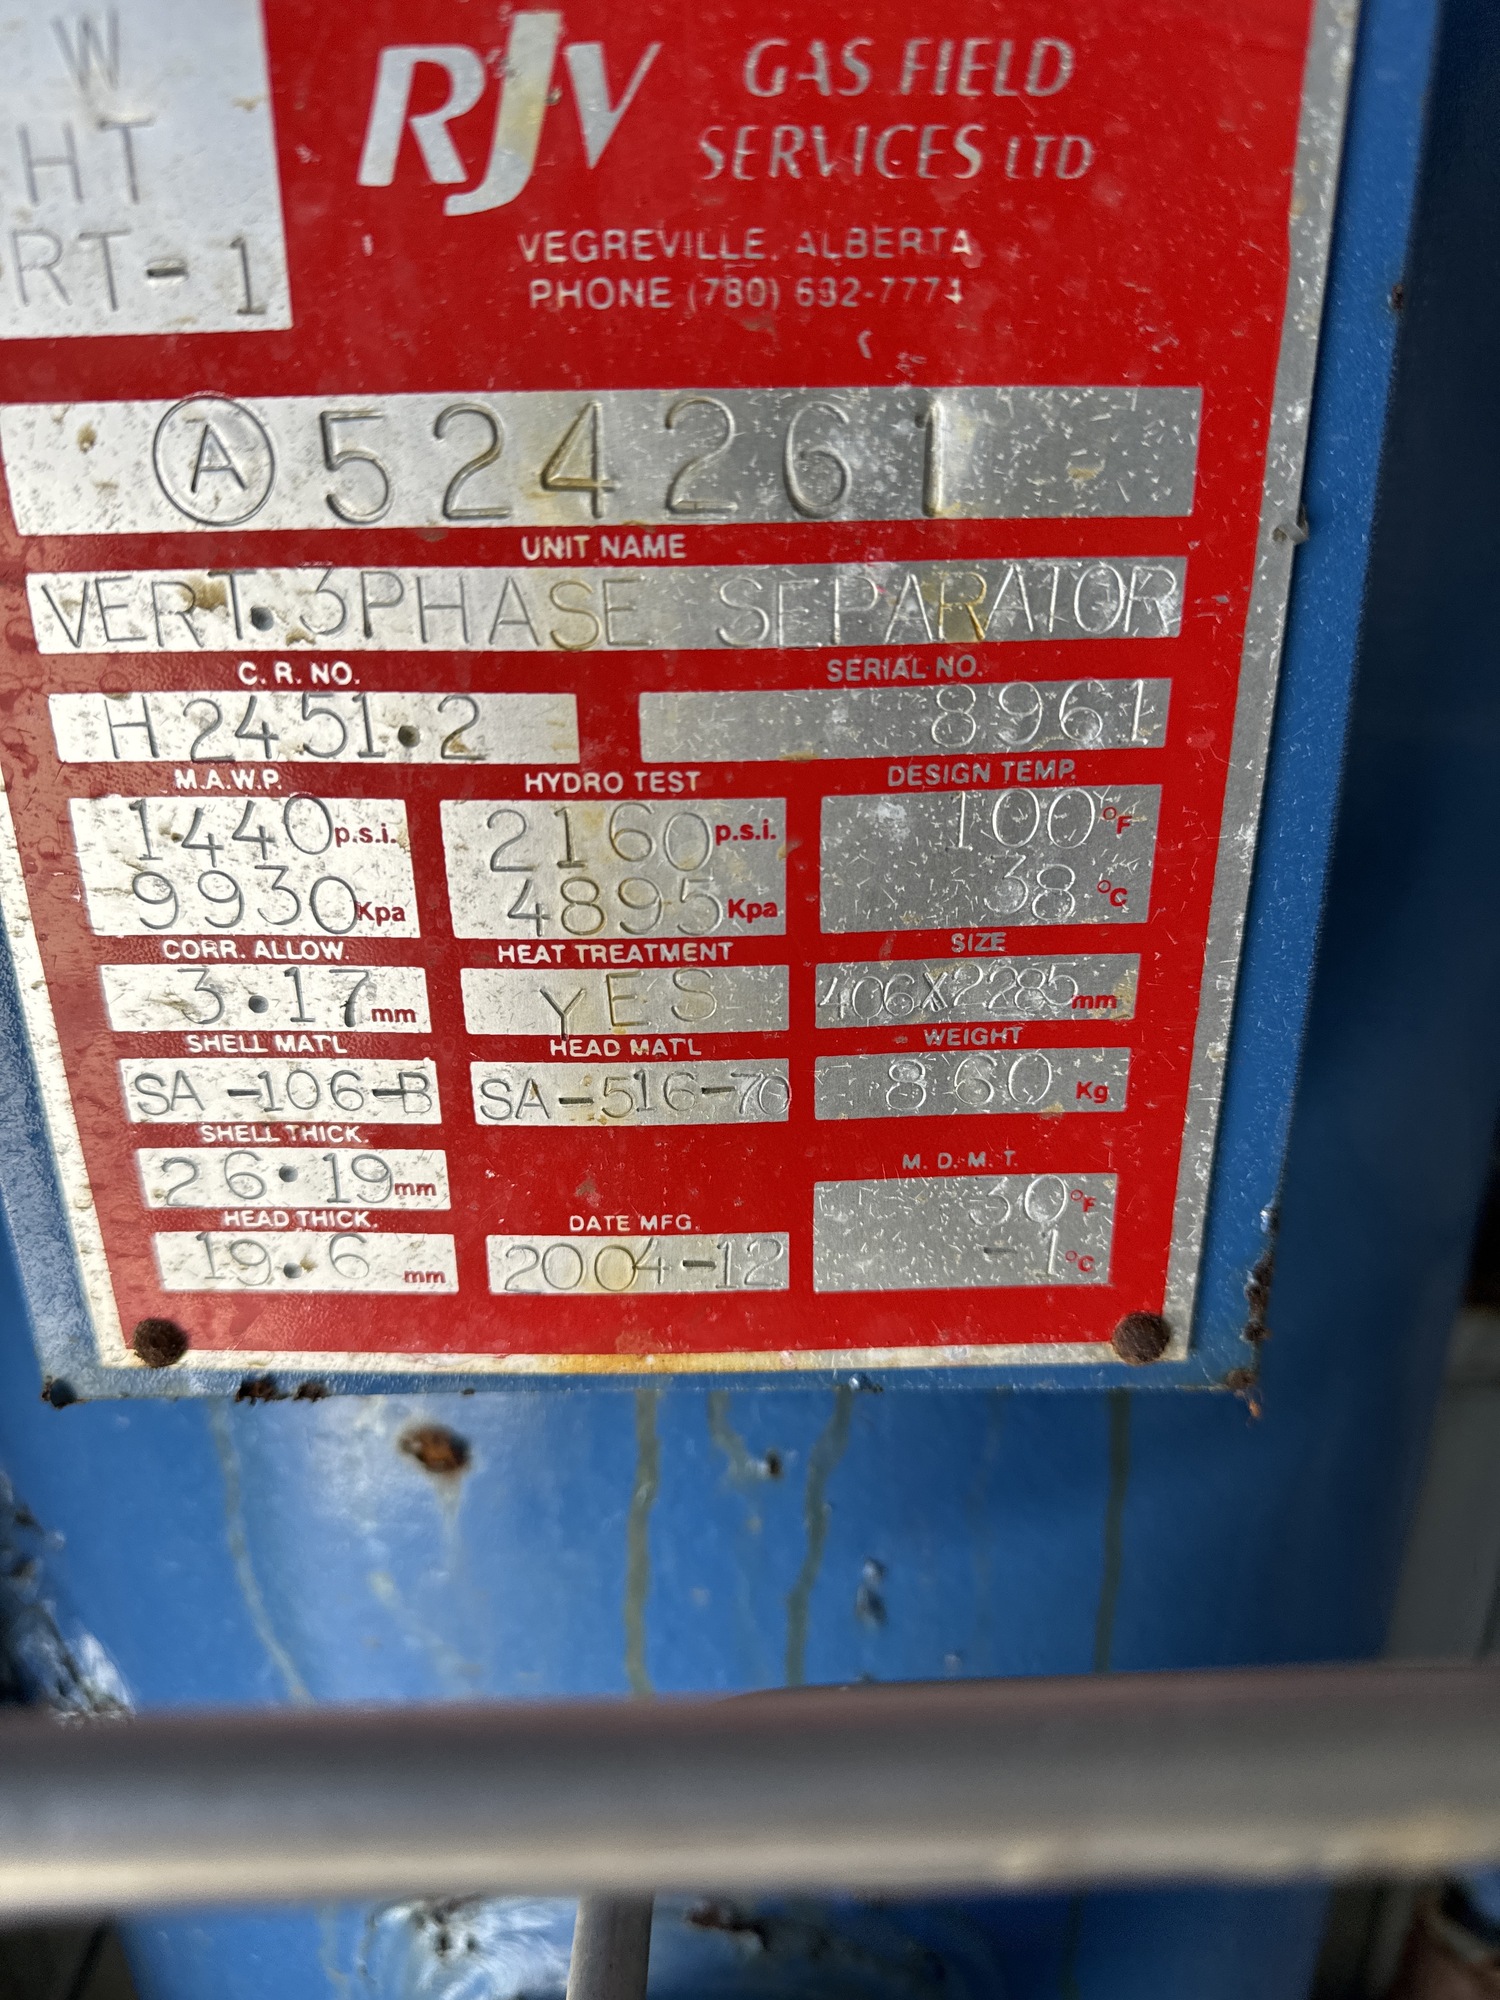 W
HT
RT-1
RJV GAS FIELD
SERVICES LTD
VEGREVILLE, ALBERTA
PHONE (780) 632-7774
A 524261
UNIT NAME
VERT. 3PHASE SEPARATOR
C. R. NO. SERIAL NO.
H2451.2 8961
M.A.W.P. HYDRO TEST DESIGN TEMP.
1440 p.s.i. 2160 p.s.i. 100 °F
9930 Kpa 4895 Kpa 38 °C
CORR. ALLOW. HEAT TREATMENT SIZE
3.17 mm YES 406X2285 mm
SHELL MAT'L HEAD MAT'L WEIGHT
SA-106-B SA-516-70 860 Kg
SHELL THICK. M. D. M. T.
26.19 mm 30 °F
HEAD THICK. DATE MFG.
19.6 mm 2004-12 -1 °C